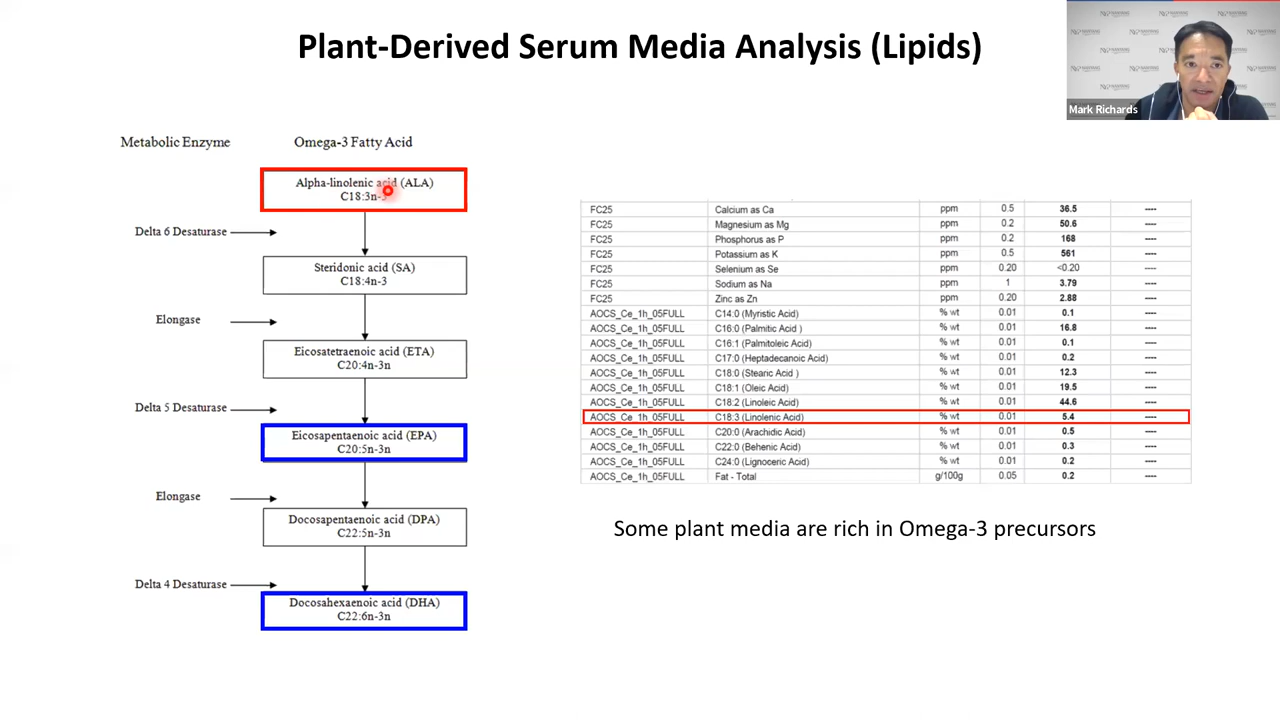 Plant-Derived Serum Media Analysis (Lipids)
Mark Richards
Metabolic Enzyme
Omega-3 Fatty Acid
Alpha-linolenic acid (ALA)
C18:3n-3
Delta 6 Desaturase
Steridonic acid (SA)
C18:4n-3
Elongase
Eicosatetraenoic acid (ETA)
C20:4n-3n
Delta 5 Desaturase
Eicosapentaenoic acid (EPA)
C20:5n-3n
Elongase
Docosapentaenoic acid (DPA)
C22:5n-3n
Delta 4 Desaturase
Docosahexaenoic acid (DHA)
C22:6n-3n
FC25 Calcium as Ca ppm 0.5 36.5 ----
FC25 Magnesium as Mg ppm 0.2 50.6 ----
FC25 Phosphorus as P ppm 0.2 168 ----
FC25 Potassium as K ppm 0.5 561 ----
FC25 Selenium as Se ppm 0.20 <0.20 ----
FC25 Sodium as Na ppm 1 3.79 ----
FC25 Zinc as Zn ppm 0.20 2.88 ----
AOCS_Ce_1h_05FULL C14:0 (Myristic Acid) % wt 0.01 0.1 ----
AOCS_Ce_1h_05FULL C16:0 (Palmitic Acid ) % wt 0.01 16.8 ----
AOCS_Ce_1h_05FULL C16:1 (Palmitoleic Acid) % wt 0.01 0.1 ----
AOCS_Ce_1h_05FULL C17:0 (Heptadecanoic Acid) % wt 0.01 0.2 ----
AOCS_Ce_1h_05FULL C18:0 (Stearic Acid ) % wt 0.01 12.3 ----
AOCS_Ce_1h_05FULL C18:1 (Oleic Acid) % wt 0.01 19.5 ----
AOCS_Ce_1h_05FULL C18:2 (Linoleic Acid) % wt 0.01 44.6 ----
AOCS_Ce_1h_05FULL C18:3 (Linolenic Acid) % wt 0.01 5.4 ----
AOCS_Ce_1h_05FULL C20:0 (Arachidic Acid) % wt 0.01 0.5 ----
AOCS_Ce_1h_05FULL C22:0 (Behenic Acid) % wt 0.01 0.3 ----
AOCS_Ce_1h_05FULL C24:0 (Lignoceric Acid) % wt 0.01 0.2 ----
AOCS_Ce_1h_05FULL Fat - Total g/100g 0.05 0.2 ----
Some plant media are rich in Omega-3 precursors